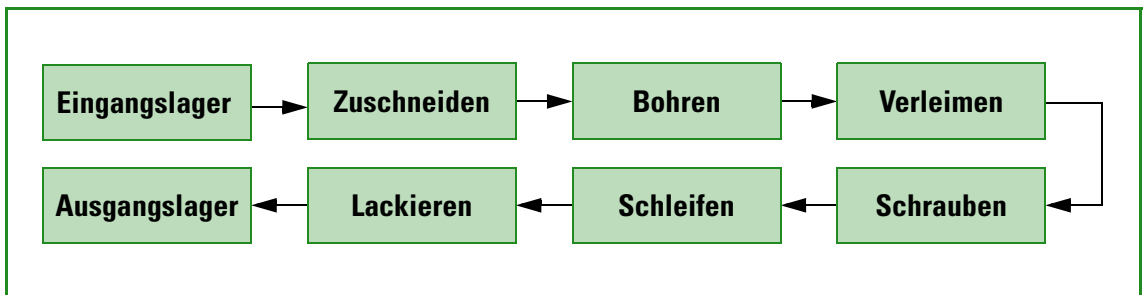 Eingangslager
Zuschneiden
Bohren
Verleimen
Schrauben
Schleifen
Lackieren
Ausgangslager